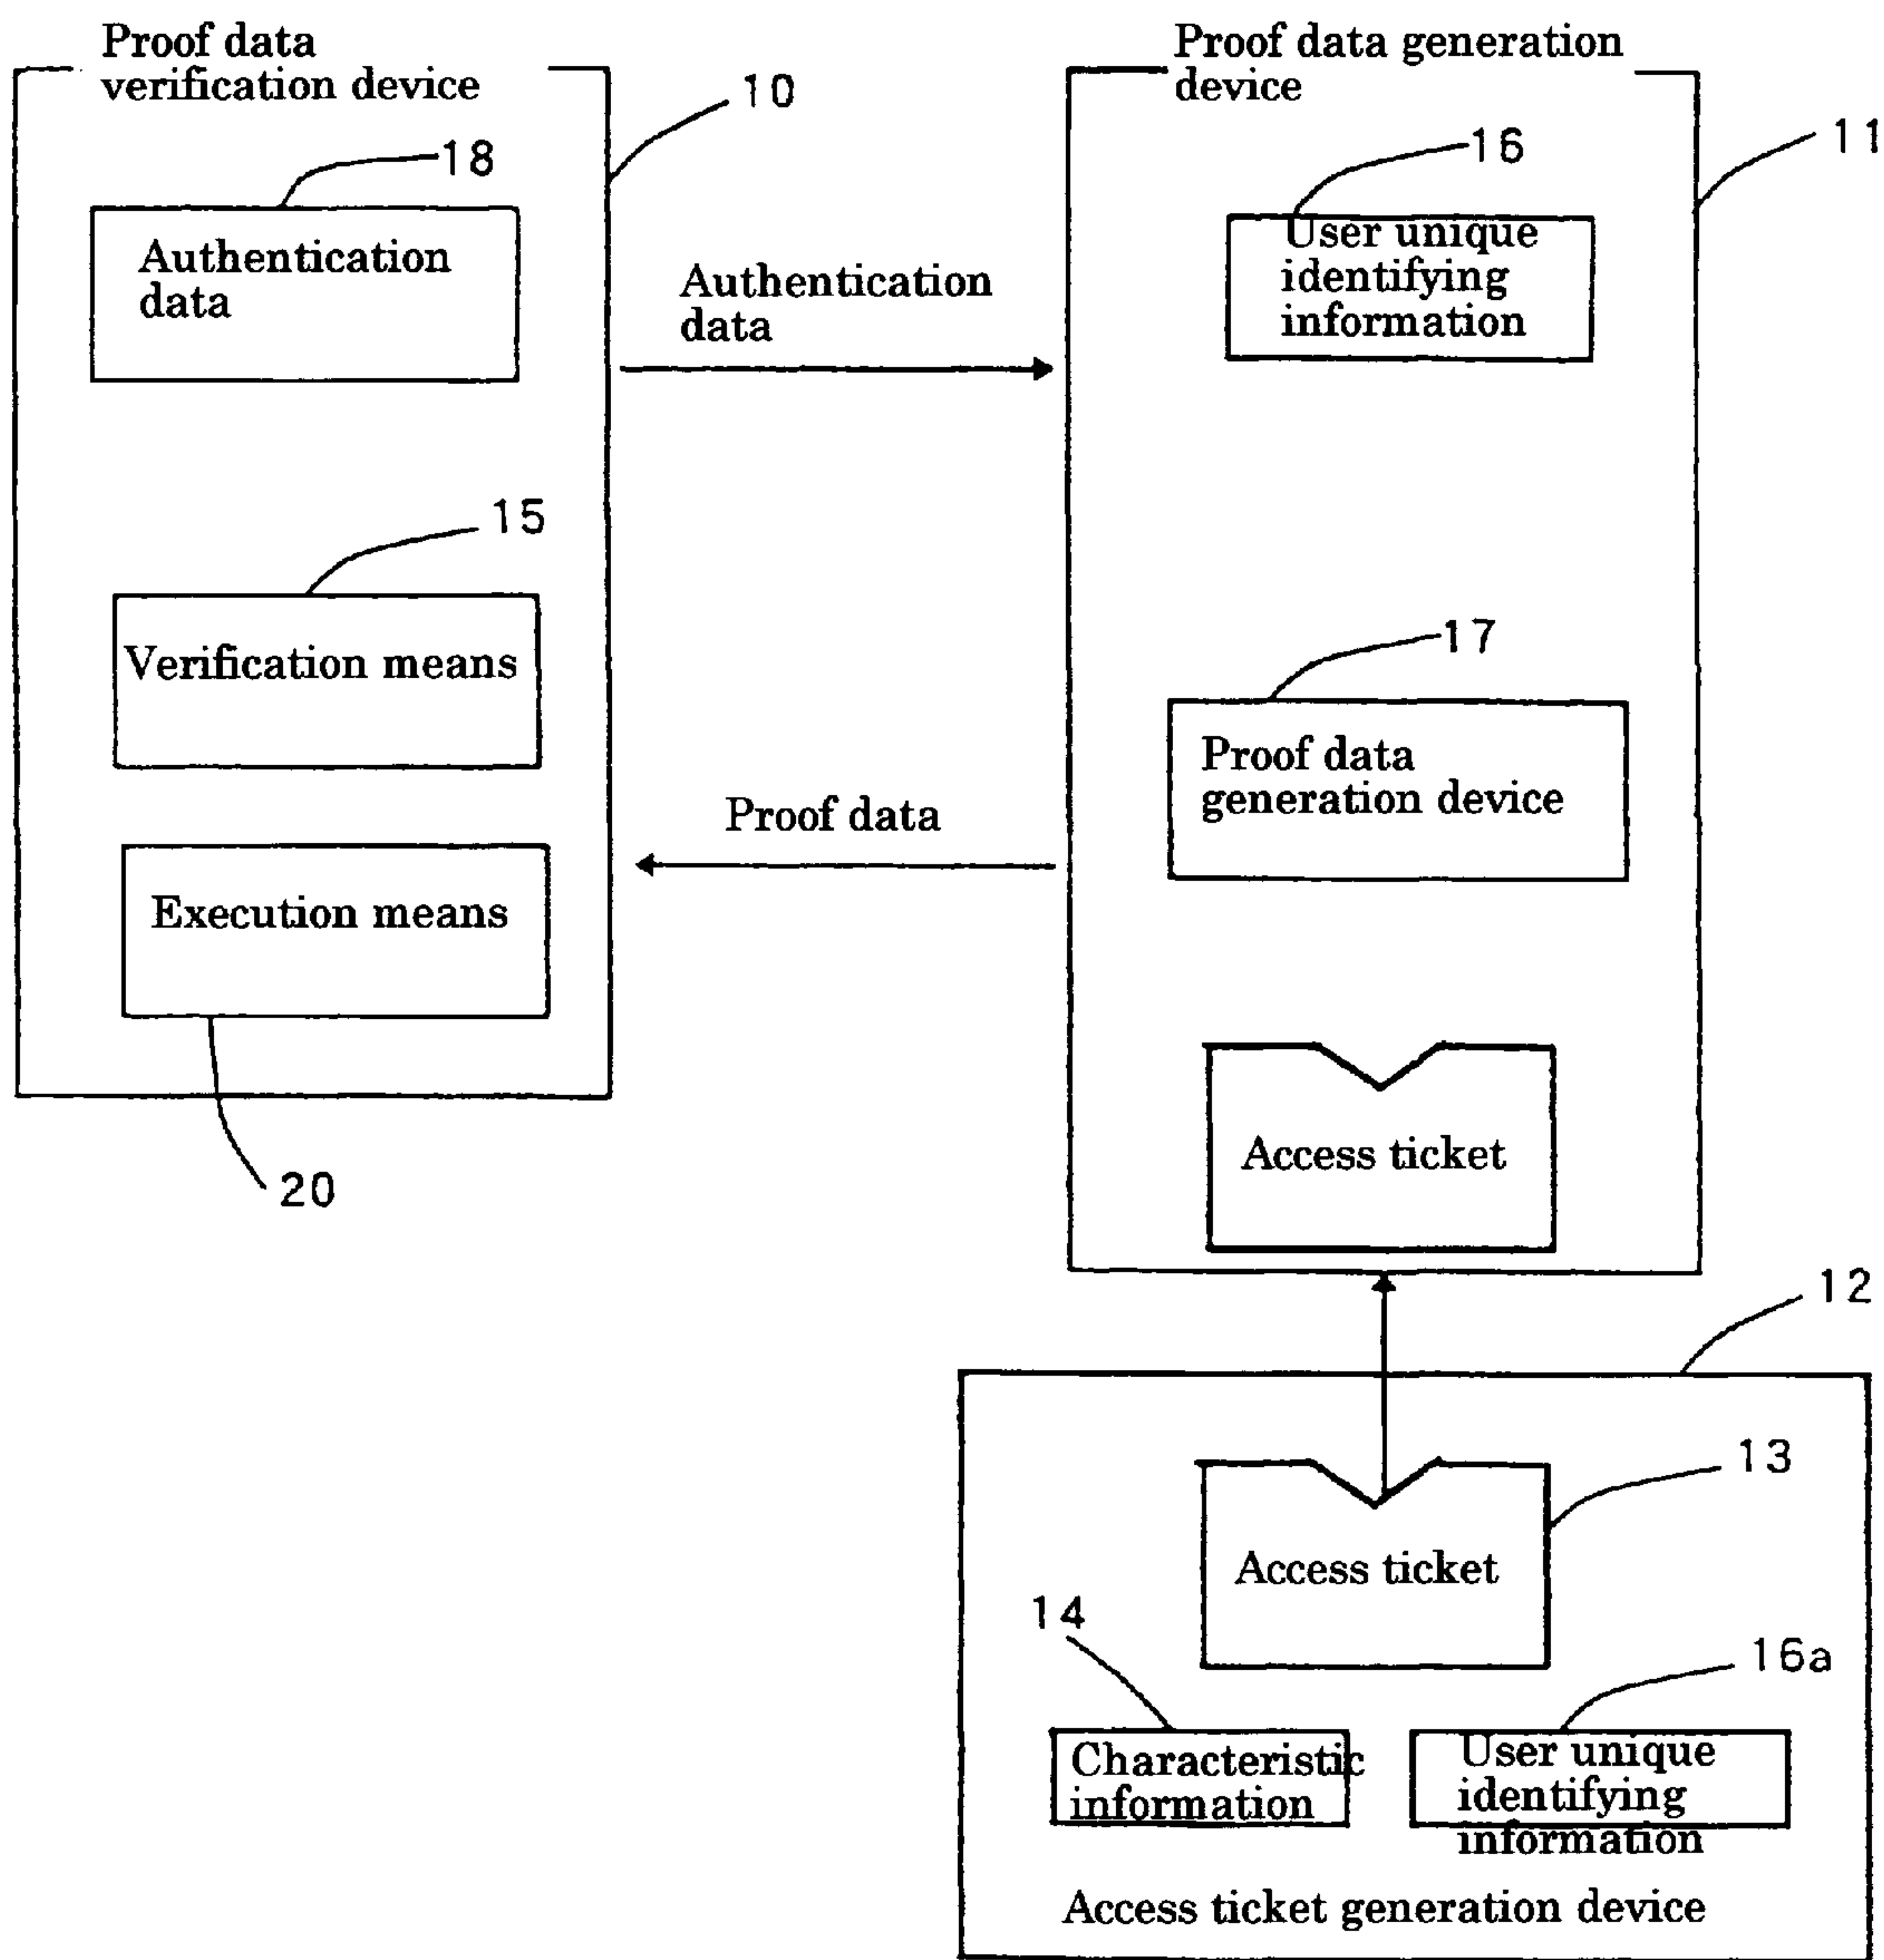 Proof data
verification device
10
18
Authentication
data
15
Verification means
Execution means
20
Authentication
data
Proof data
Proof data generation
device
11
16
User unique
identifying
information
17
Proof data
generation device
Access ticket
12
13
Access ticket
14
Characteristic
information
16a
User unique
identifying
information
Access ticket generation device